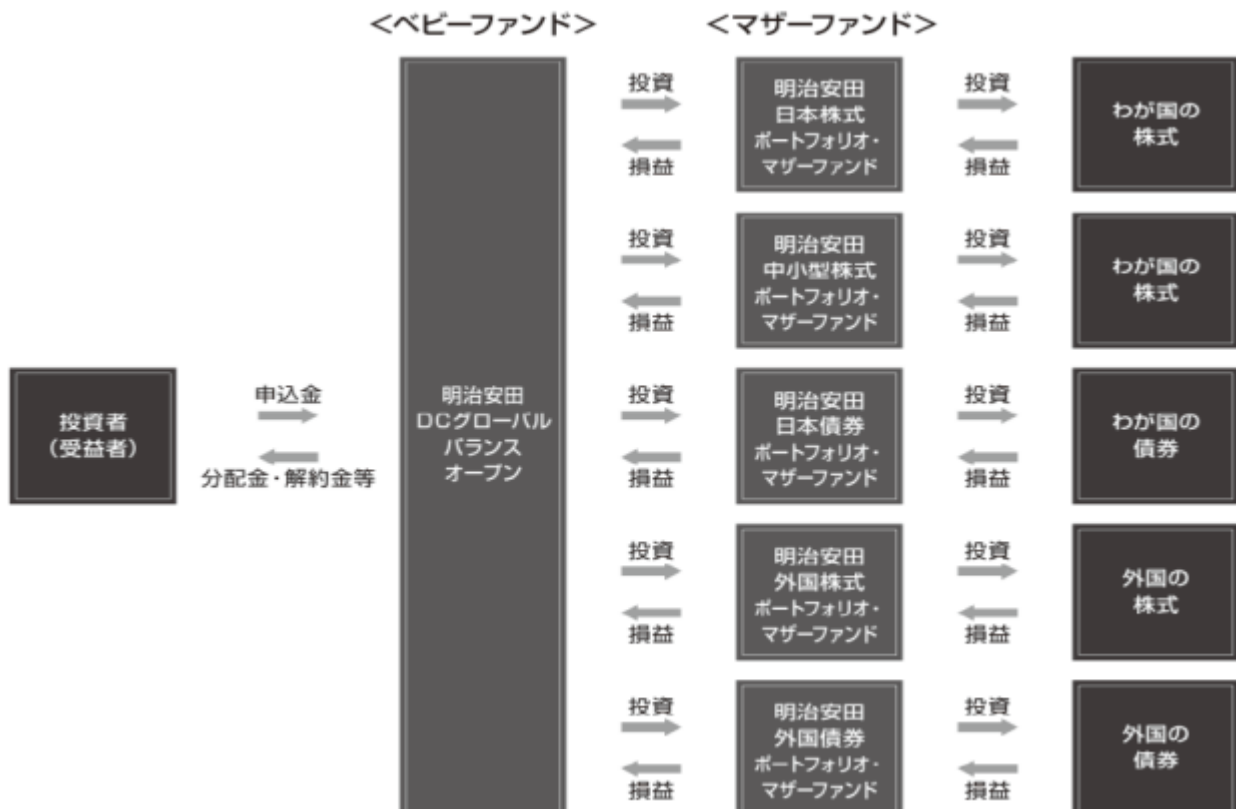 <ベビーファンド>
<マザーファンド>
投資者
（受益者）
申込金
分配金・解約金等
明治安田
DCグローバル
バランス
オープン
投資
損益
明治安田
日本株式
ポートフォリオ・
マザーファンド
投資
損益
わが国の
株式
投資
損益
明治安田
中小型株式
ポートフォリオ・
マザーファンド
投資
損益
わが国の
株式
投資
損益
明治安田
日本債券
ポートフォリオ・
マザーファンド
投資
損益
わが国の
債券
投資
損益
明治安田
外国株式
ポートフォリオ・
マザーファンド
投資
損益
外国の
株式
投資
損益
明治安田
外国債券
ポートフォリオ・
マザーファンド
投資
損益
外国の
債券